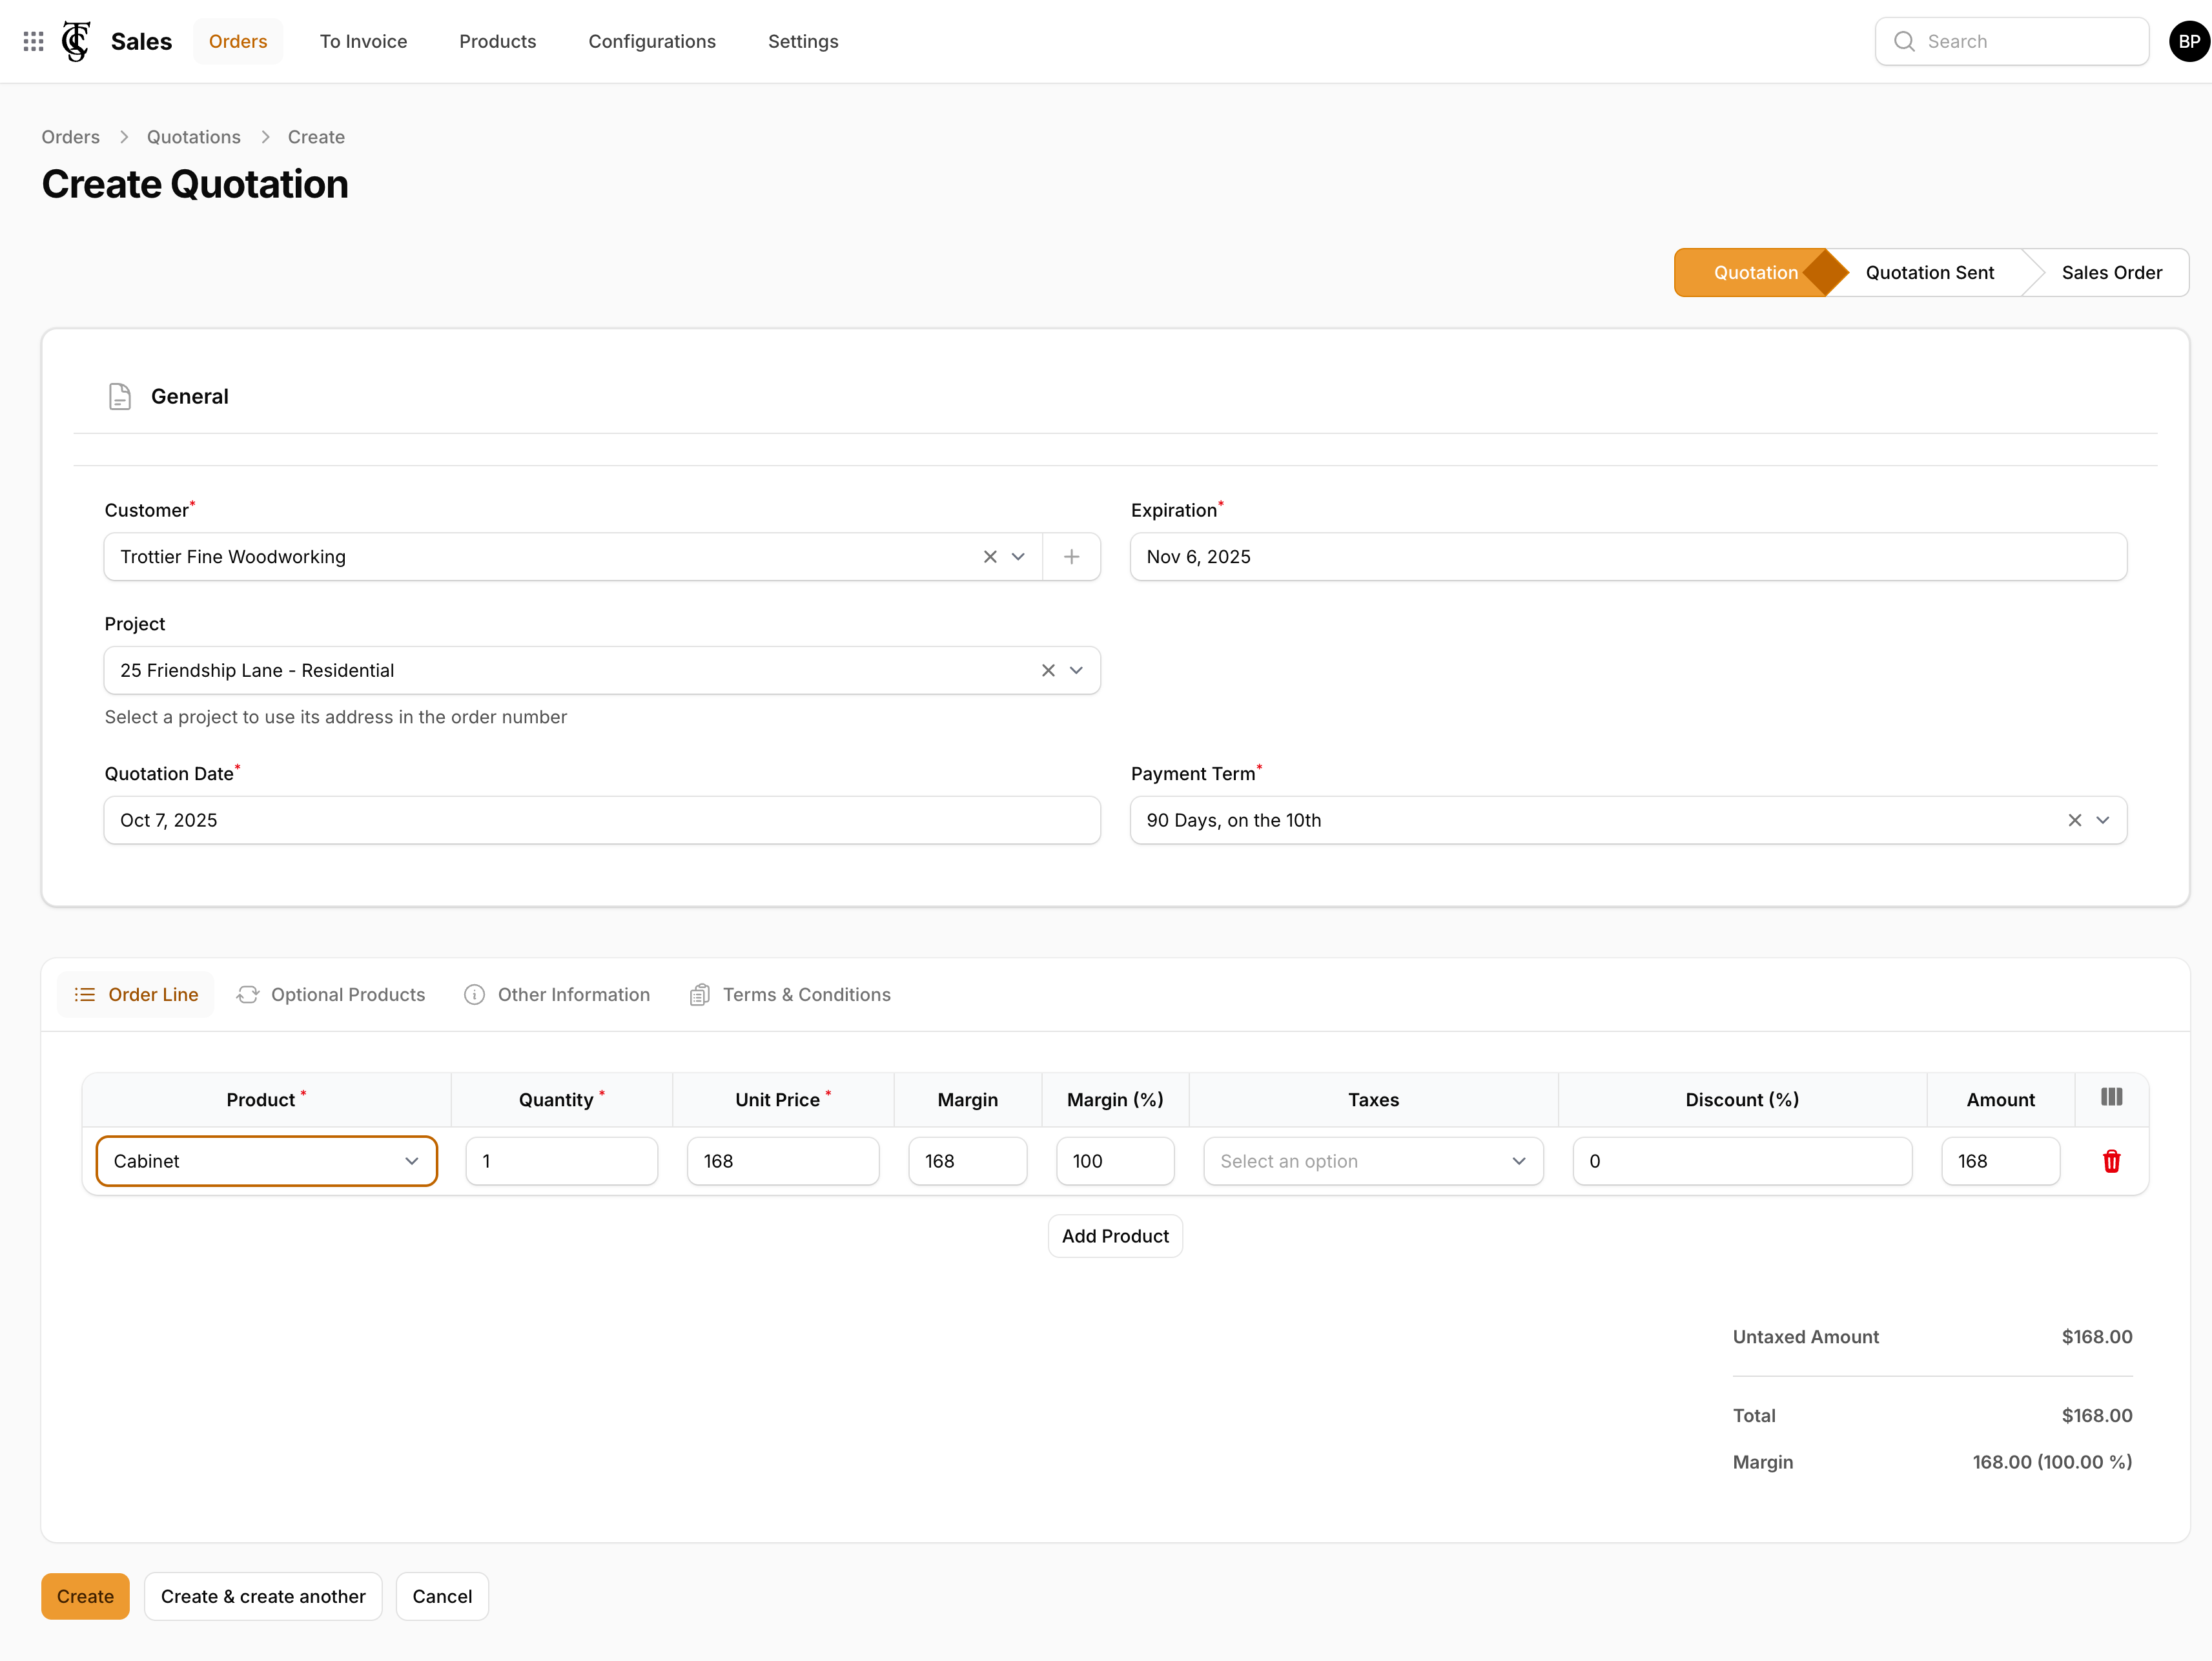 Sales Orders To Invoice Products Configurations Settings Search BP
Orders Quotations Create
Create Quotation
Quotation Quotation Sent Sales Order
General
Customer* Expiration*
Trottier Fine Woodworking Nov 6, 2025
Project
25 Friendship Lane - Residential
Select a project to use its address in the order number
Quotation Date* Payment Term*
Oct 7, 2025 90 Days, on the 10th
Order Line Optional Products Other Information Terms & Conditions
Product * Quantity * Unit Price * Margin Margin (%) Taxes Discount (%) Amount
Cabinet 1 168 168 100 Select an option 0 168
Add Product
Untaxed Amount $168.00
Total $168.00
Margin 168.00 (100.00 %)
Create Create & create another Cancel